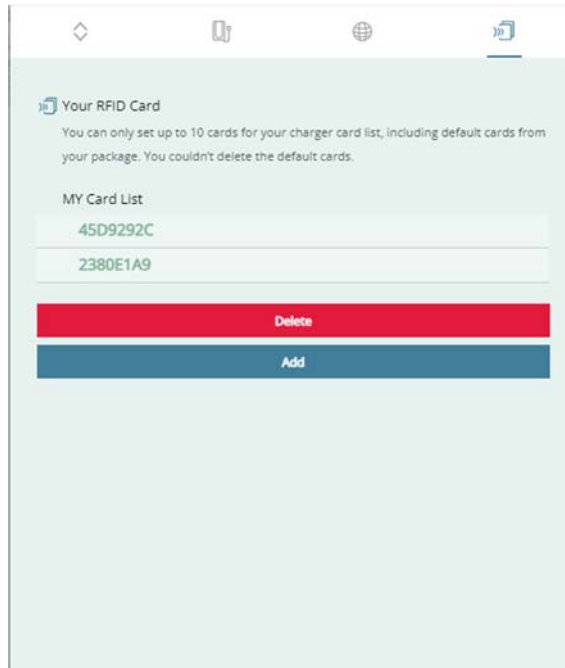 Your RFID Card
You can only set up to 10 cards for your charger card list, including default cards from
your package. You couldn't delete the default cards.
MY Card List
45D9292C
2380E1A9
Delete
Add